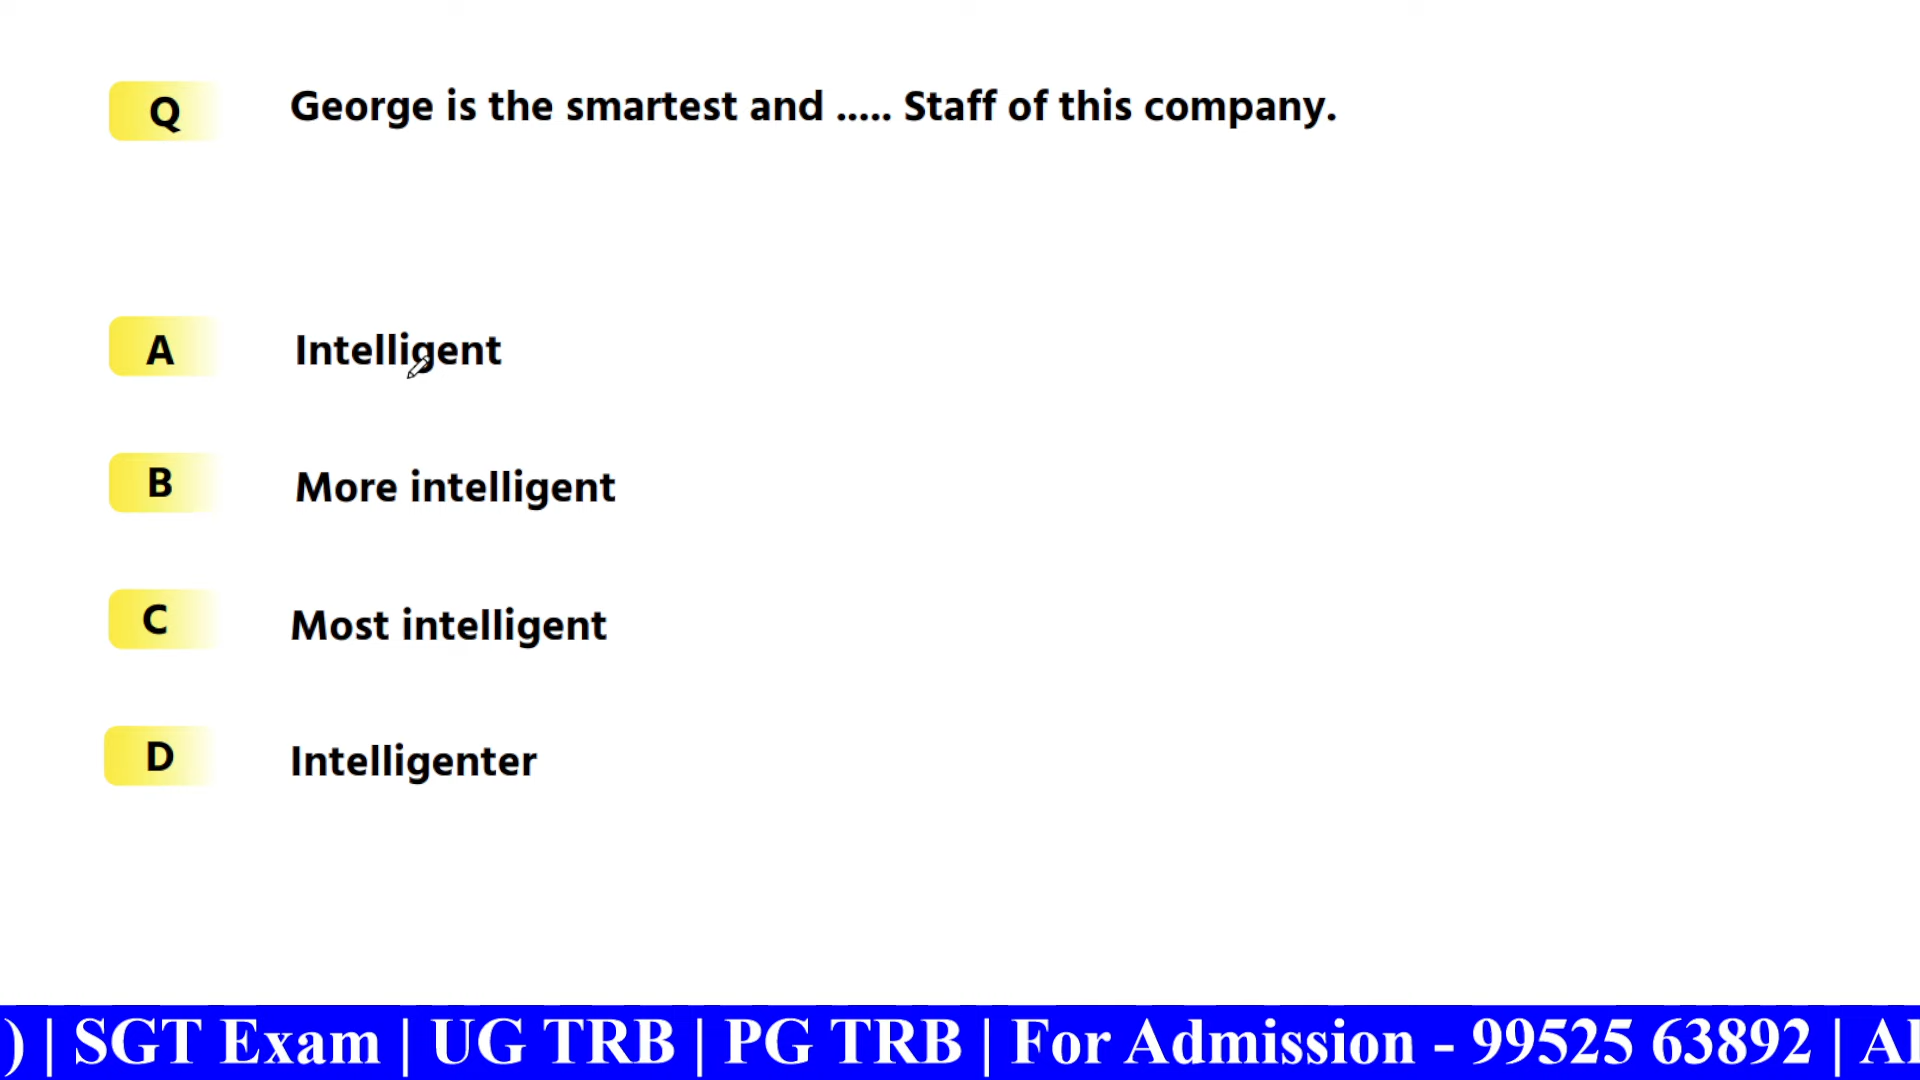 Q George is the smartest and ..... Staff of this company.
A Intelligent
B More intelligent
C Most intelligent
D Intelligenter
) | SGT Exam | UG TRB | PG TRB | For Admission - 99525 63892 |